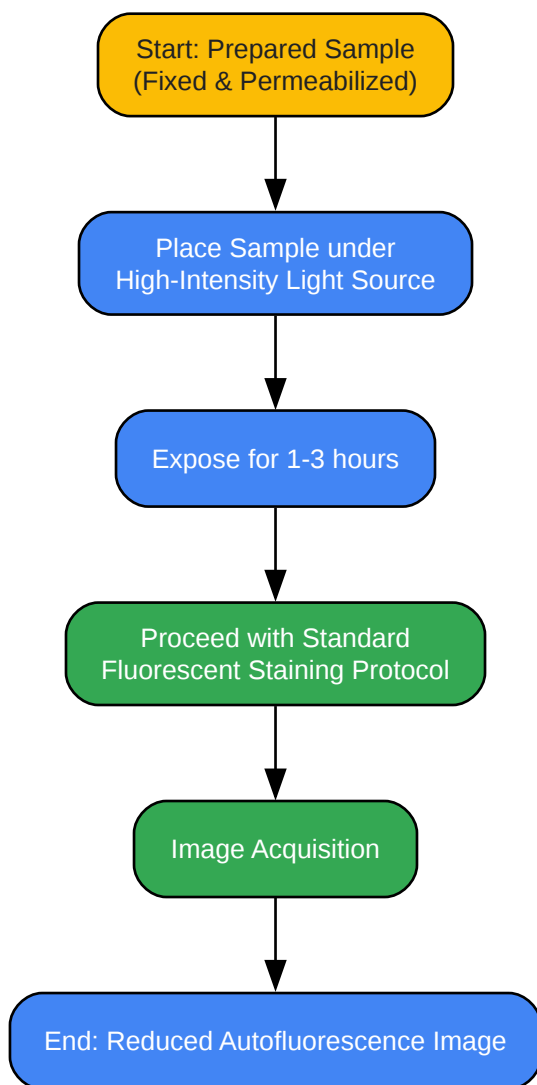 Start: Prepared Sample
(Fixed & Permeabilized)
Place Sample under
High-Intensity Light Source
Expose for 1-3 hours
Proceed with Standard
Fluorescent Staining Protocol
Image Acquisition
End: Reduced Autofluorescence Image